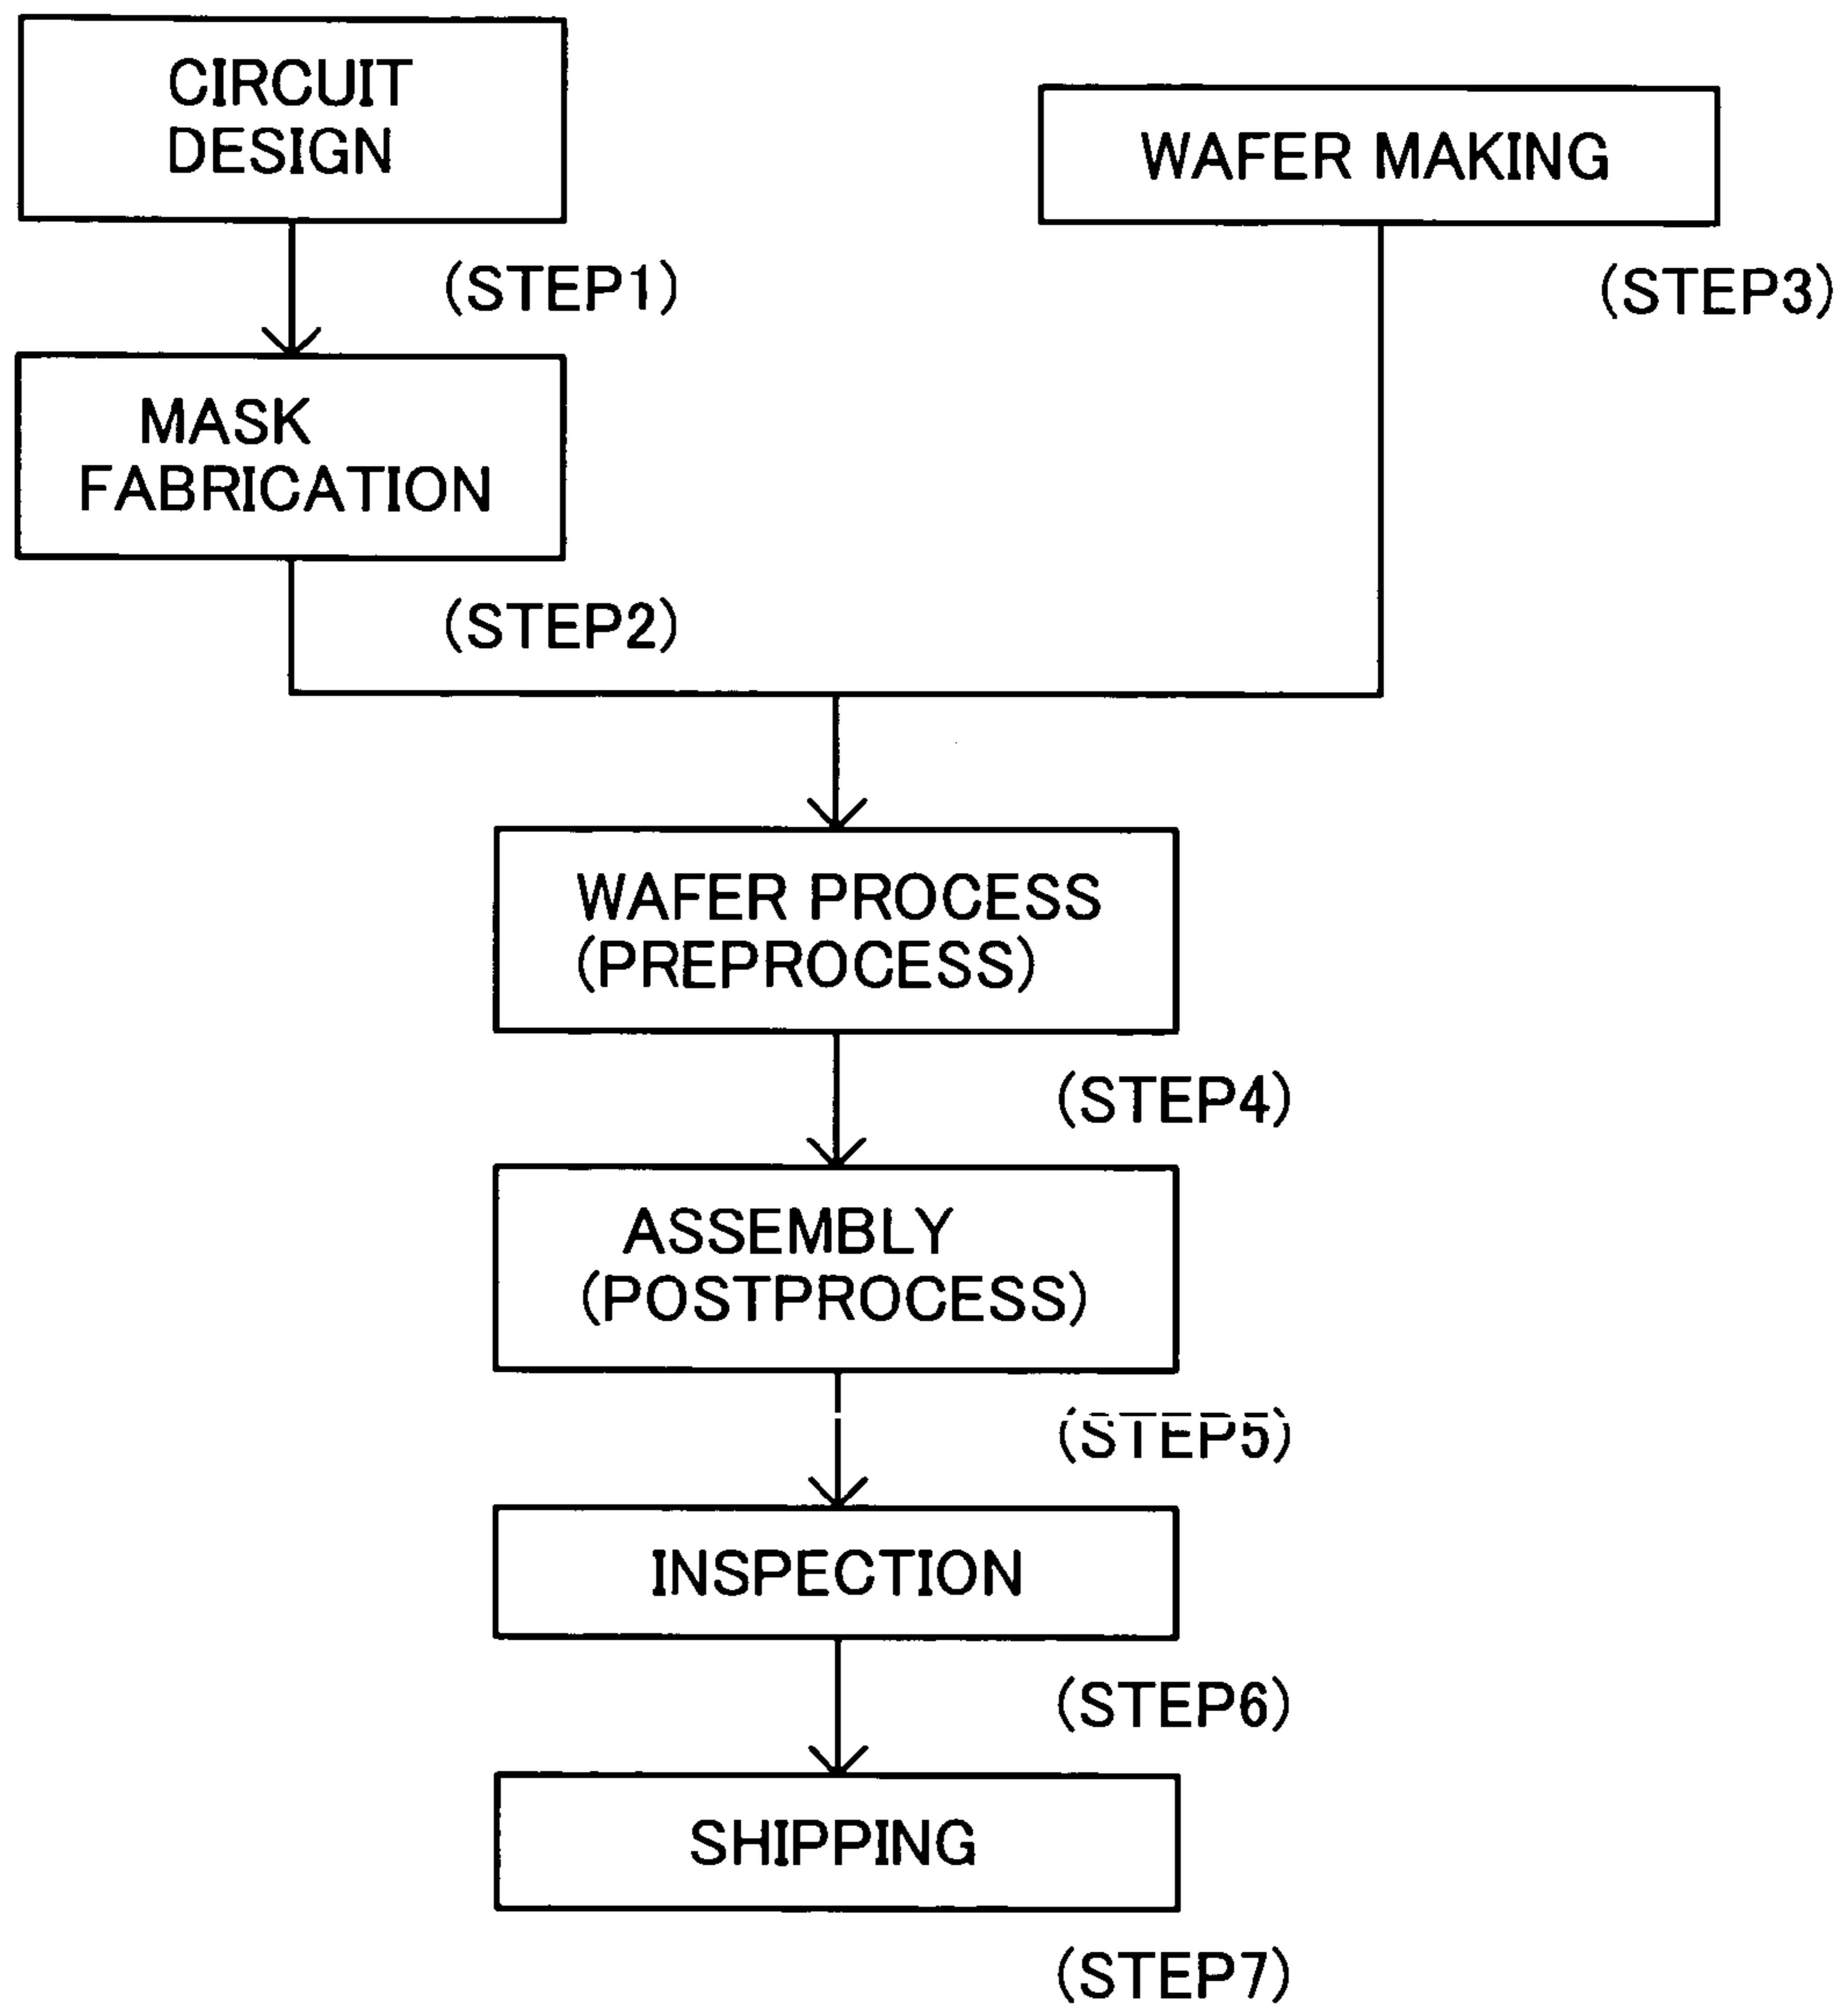 CIRCUIT
DESIGN
(STEP1)
WAFER MAKING
(STEP3)
MASK
FABRICATION
(STEP2)
WAFER PROCESS
(PREPROCESS)
(STEP4)
ASSEMBLY
(POSTPROCESS)
(STEP5)
INSPECTION
(STEP6)
SHIPPING
(STEP7)